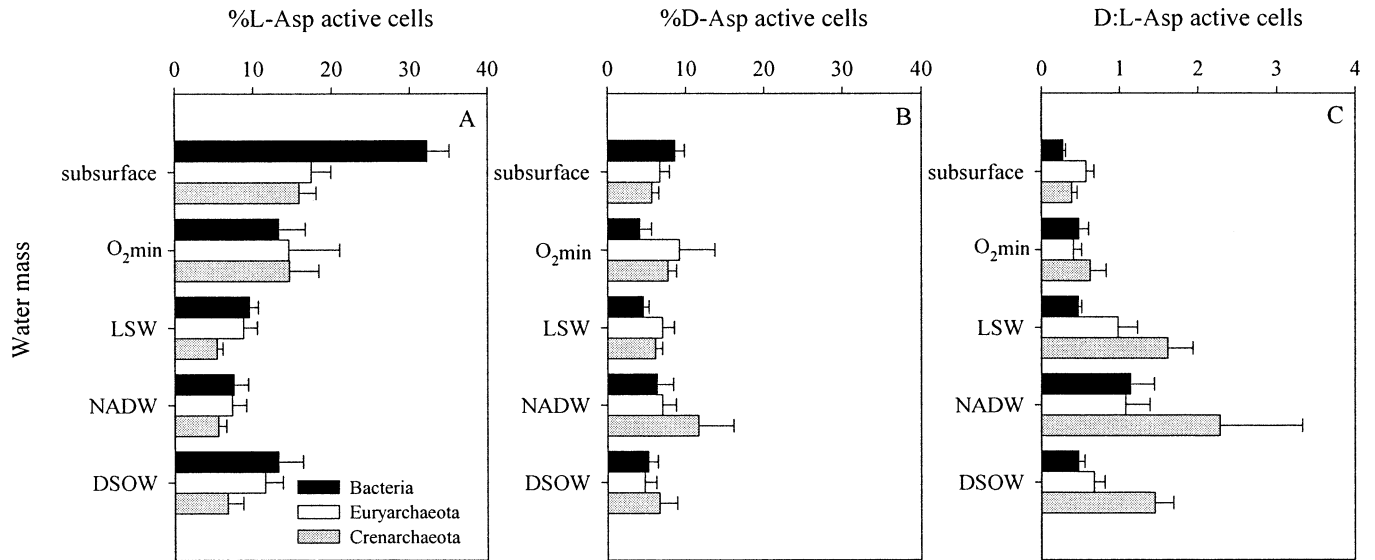 %L-Asp active cells
0 10 20 30 40
A
Water mass
subsurface
O₂min
LSW
NADW
DSOW
Bacteria
Euryarchaeota
Crenarchaeota
%D-Asp active cells
0 10 20 30 40
B
subsurface
O₂min
LSW
NADW
DSOW
D:L-Asp active cells
0 1 2 3 4
C
subsurface
O₂min
LSW
NADW
DSOW